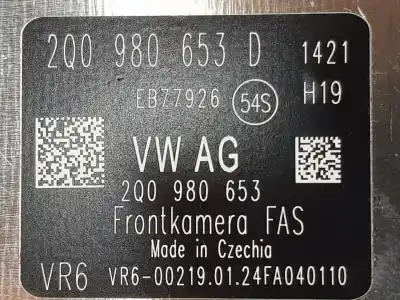 2Q0 980 653 D 1421
EB77926 54S H19
VW AG
2Q0 980 653
Frontkamera FAS
Made in Czechia
VR6 VR6-00219.01.24FA040110